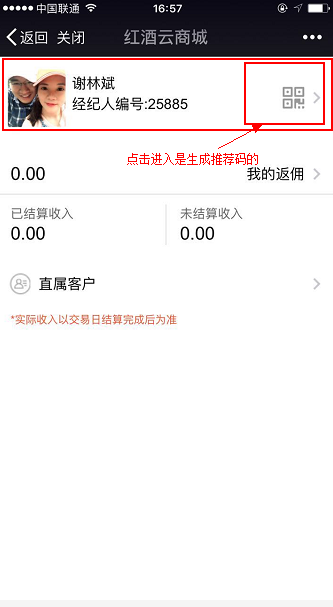 中国联通 16:57
返回 关闭 红酒云商城
谢林斌
经纪人编号:25885
点击进入是生成推荐码的
0.00 我的返佣
已结算收入 未结算收入
0.00 0.00
直属客户
*实际收入以交易日结算完成后为准